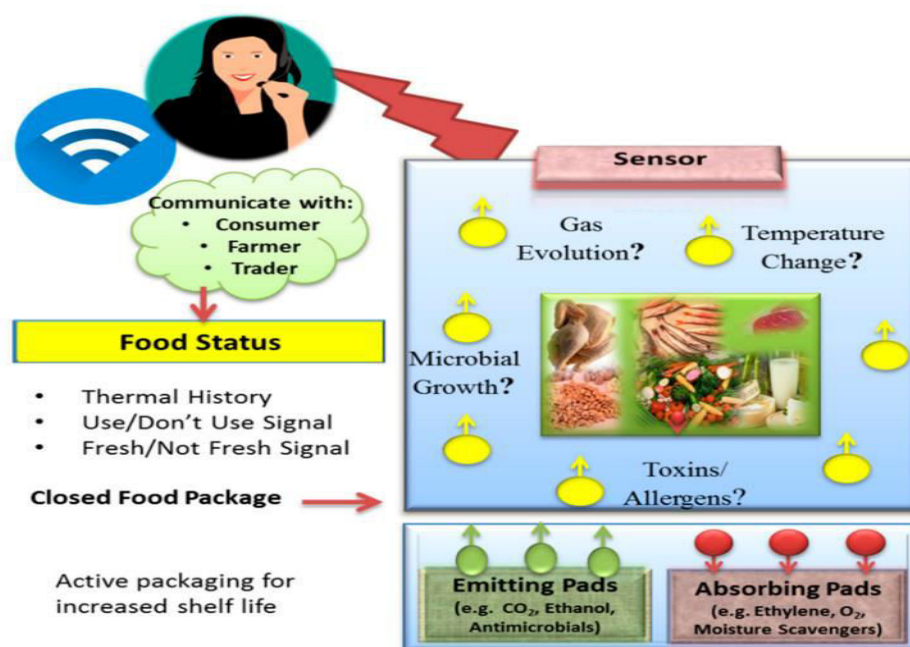 Communicate with:
• Consumer
• Farmer
• Trader
Food Status
• Thermal History
• Use/Don't Use Signal
• Fresh/Not Fresh Signal
Closed Food Package
Active packaging for
increased shelf life
Sensor
Gas
Evolution?
Temperature
Change?
Microbial
Growth?
Toxins/
Allergens?
Emitting Pads
(e.g. CO₂, Ethanol,
Antimicrobials)
Absorbing Pads
(e.g. Ethylene, O₂,
Moisture Scavengers)